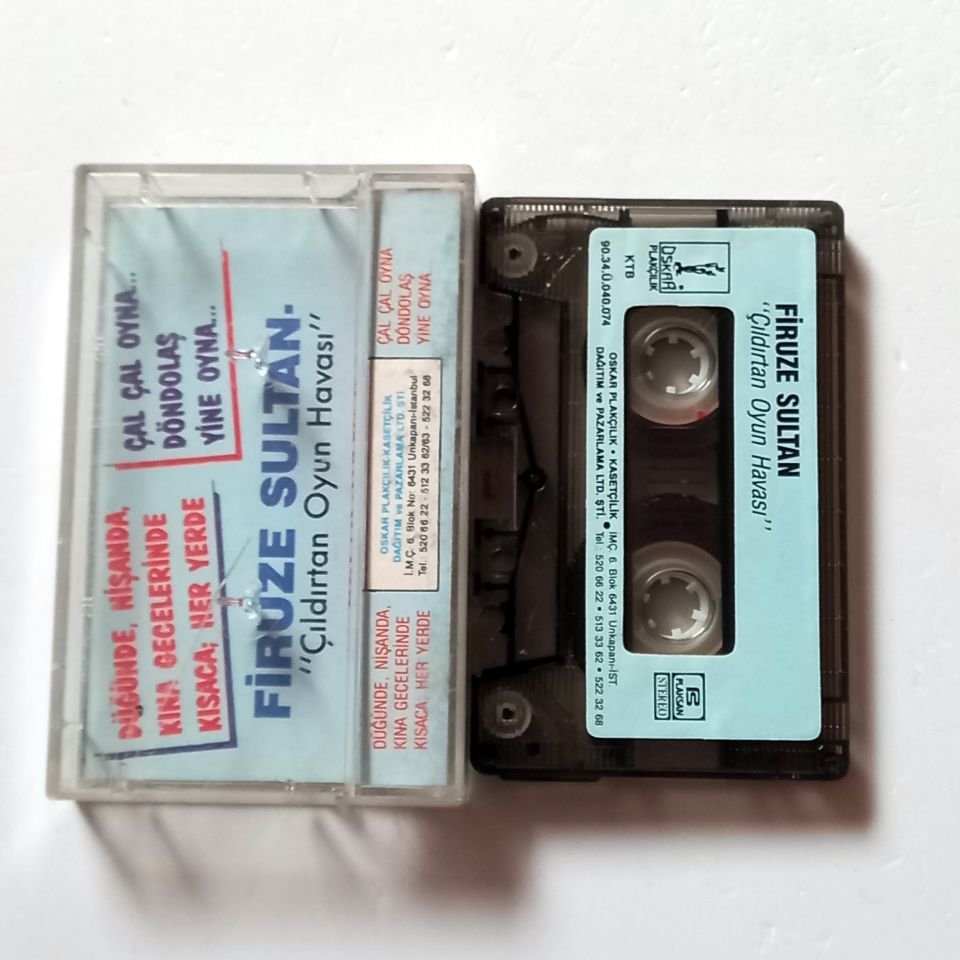 DÜĞÜNDE, NİŞANDA,
KINA GECELERİNDE
KISACA; HER YERDE
ÇAL ÇAL OYNA..
DÖNDOLAŞ
YİNE OYNA...
FİRUZE SULTAN.
"Çıldırtan Oyun Havası"
DÜĞÜNDE, NİŞANDA,
KINA GECELERİNDE
KISACA; HER YERDE
OSKAR PLAKÇILIK-KASETÇİLİK
DAĞITIM ve PAZARLAMA LTD. ŞTİ.
İ.M.Ç. 6. Blok No: 6431 Unkapanı-İstanbul
Tel.: 520 66 22 - 512 33 62/63 - 522 32 68
ÇAL ÇAL OYNA
DÖNDOLAŞ
YİNE OYNA
FİRUZE SULTAN
"Çıldırtan Oyun Havası"
OSKAR
PLAKÇILIK
KTB
90.34.Ü.040.074
PLAKSAN
STEREO
OSKAR PLAKÇILIK • KASETÇİLİK • İMÇ. 6. Blok 6431 Unkapanı-İST.
DAĞITIM ve PAZARLAMA LTD. ŞTİ. • Tel.: 520 66 22 • 513 33 62 • 522 32 68